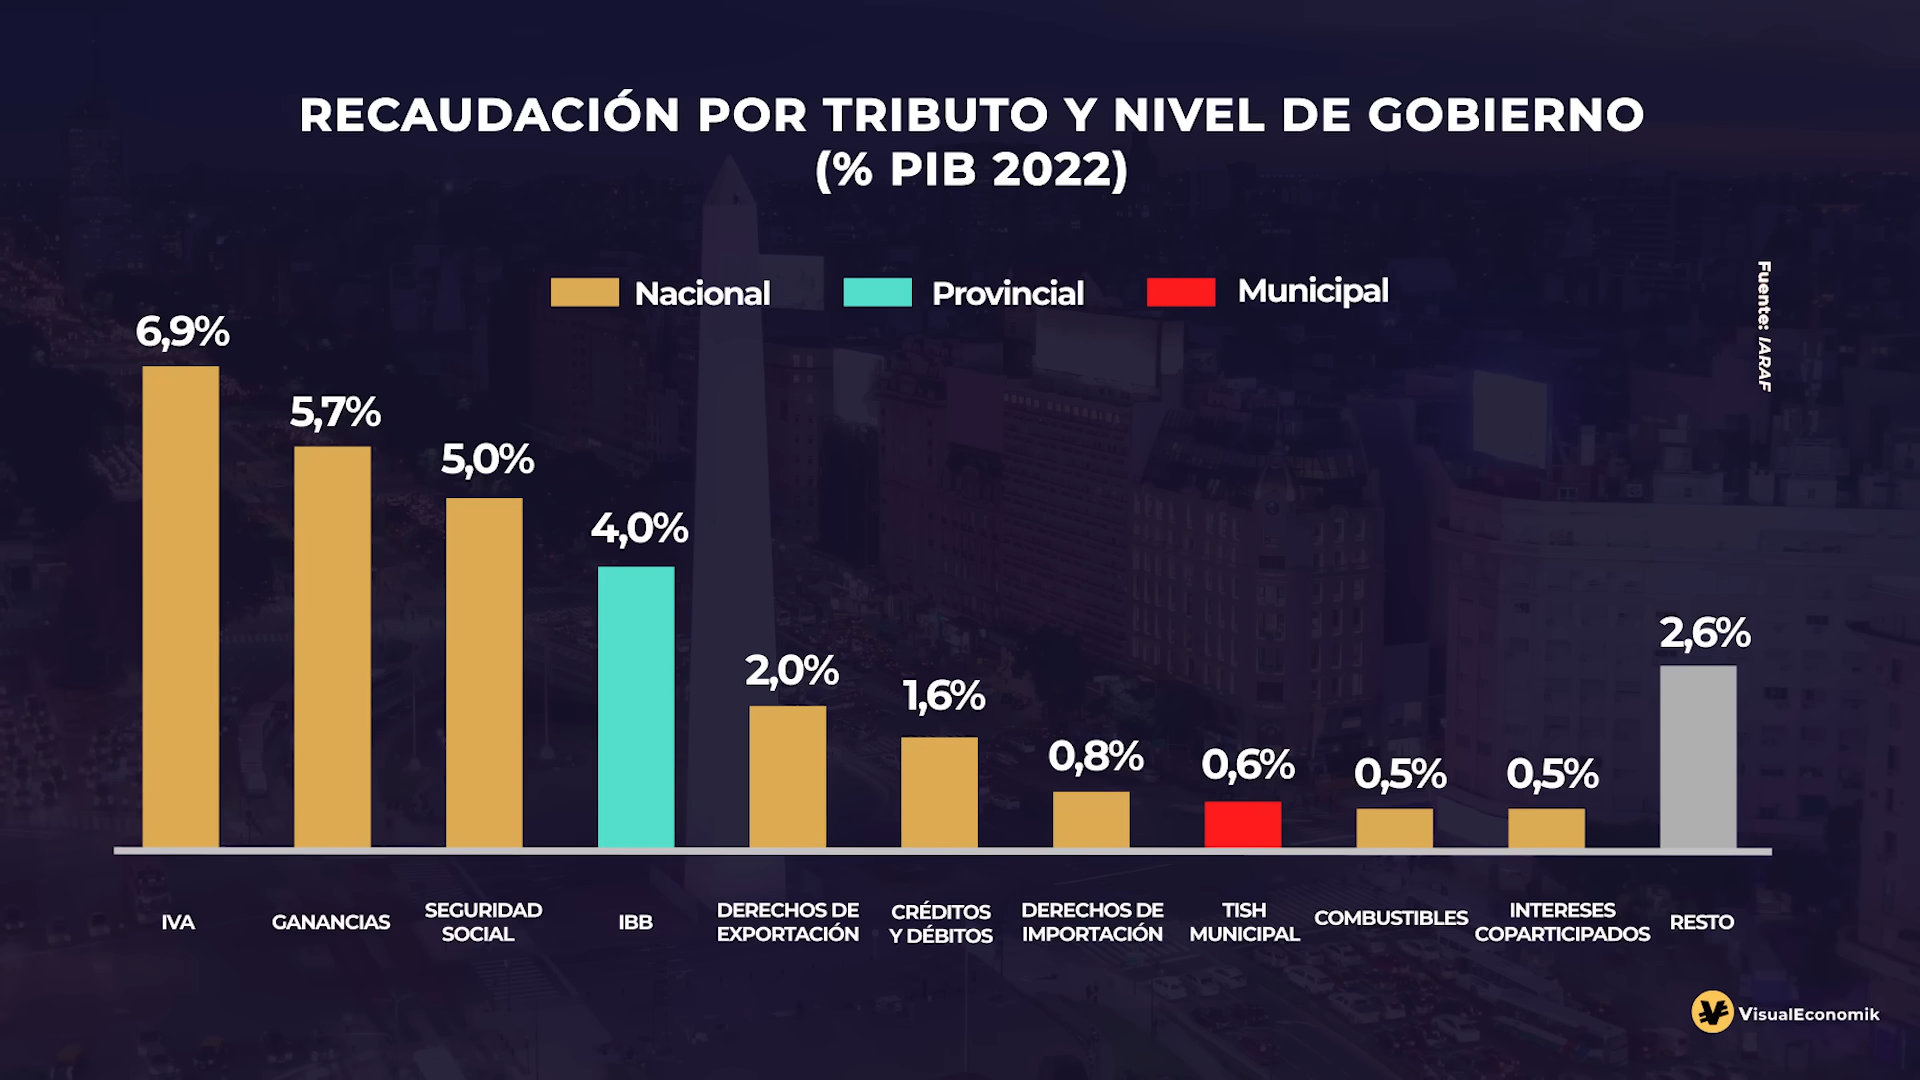 RECAUDACIÓN POR TRIBUTO Y NIVEL DE GOBIERNO
(% PIB 2022)
Nacional
Provincial
Municipal
Fuente: IARAF
6,9%
5,7%
5,0%
4,0%
2,0%
1,6%
0,8%
0,6%
0,5%
0,5%
2,6%
IVA
GANANCIAS
SEGURIDAD
SOCIAL
IBB
DERECHOS DE
EXPORTACIÓN
CRÉDITOS
Y DÉBITOS
DERECHOS DE
IMPORTACIÓN
TISH
MUNICIPAL
COMBUSTIBLES
INTERESES
COPARTICIPADOS
RESTO
VisualEconomik